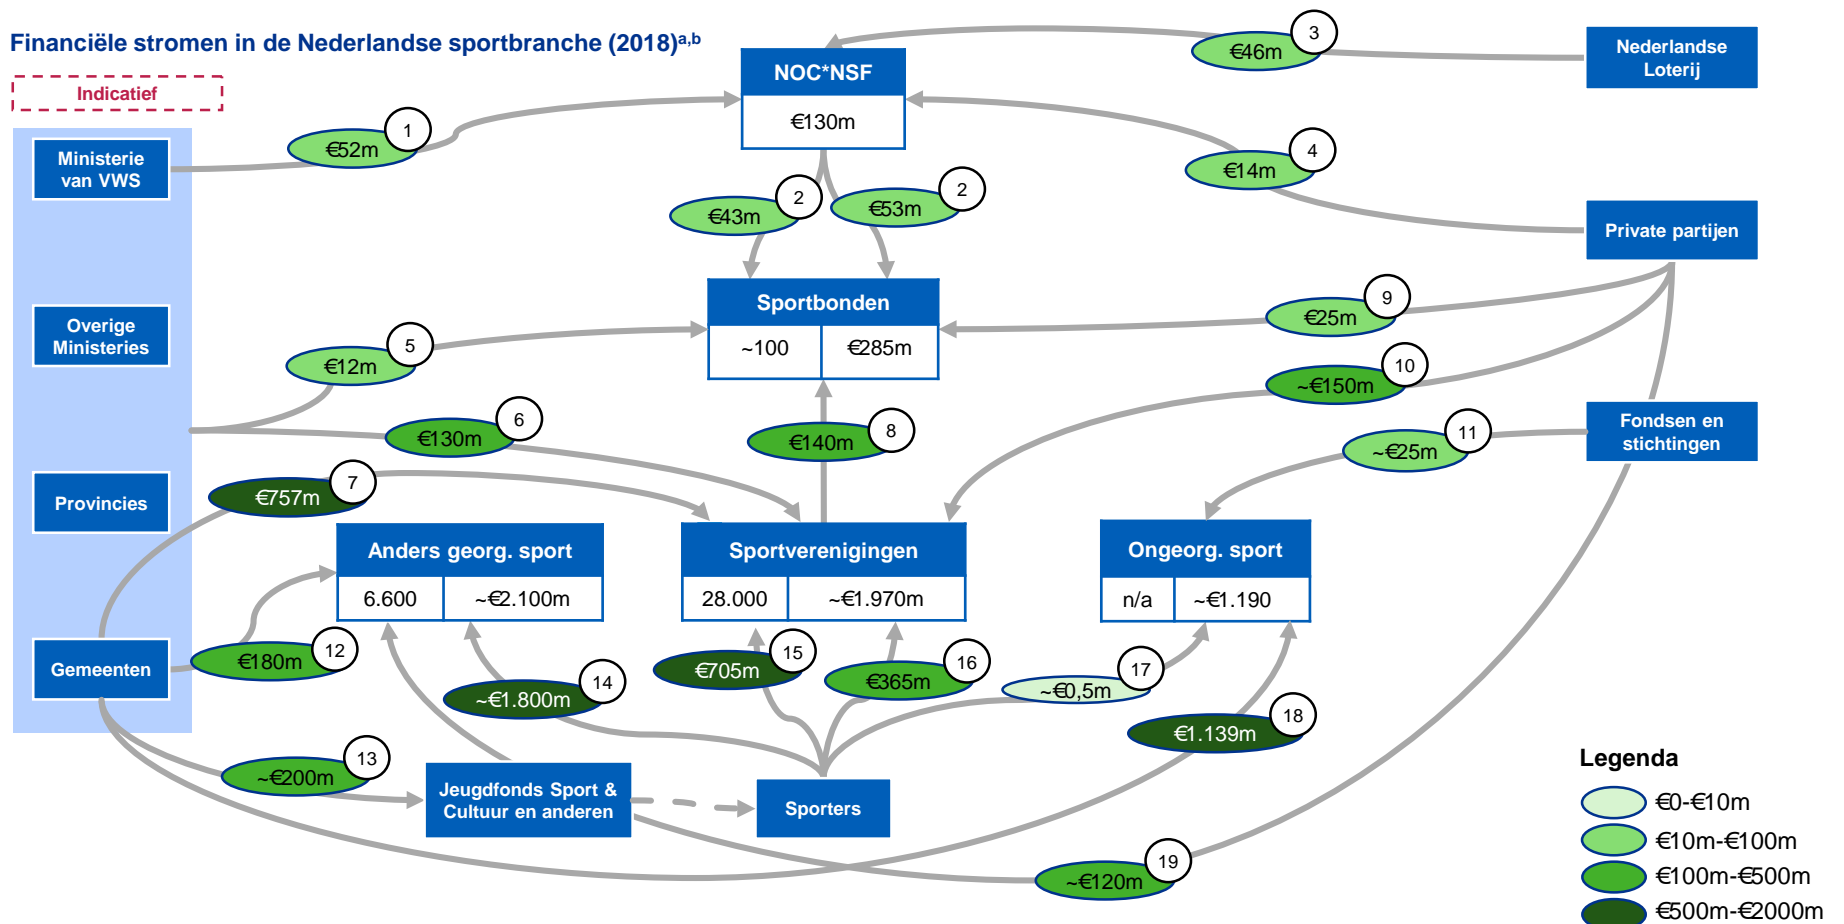 Financiële stromen in de Nederlandse sportbranche (2018)a,b
Indicatief
Ministerie
van VWS
Overige
Ministeries
Provincies
Gemeenten
NOC*NSF
€130m
Nederlandse
Loterij
Private partijen
Fondsen en
stichtingen
Sportbonden
~100
€285m
Anders georg. sport
6.600
~€2.100m
Sportverenigingen
28.000
~€1.970m
Ongeorg. sport
n/a
~€1.190
Jeugdfonds Sport &
Cultuur en anderen
Sporters
€52m
1
€43m
2
€53m
2
€46m
3
€14m
4
€12m
5
€130m
6
€757m
7
€140m
8
€25m
9
~€150m
10
~€25m
11
€180m
12
~€200m
13
~€1.800m
14
€705m
15
€365m
16
~€0,5m
17
€1.139m
18
~€120m
19
Legenda
€0-€10m
€10m-€100m
€100m-€500m
€500m-€2000m